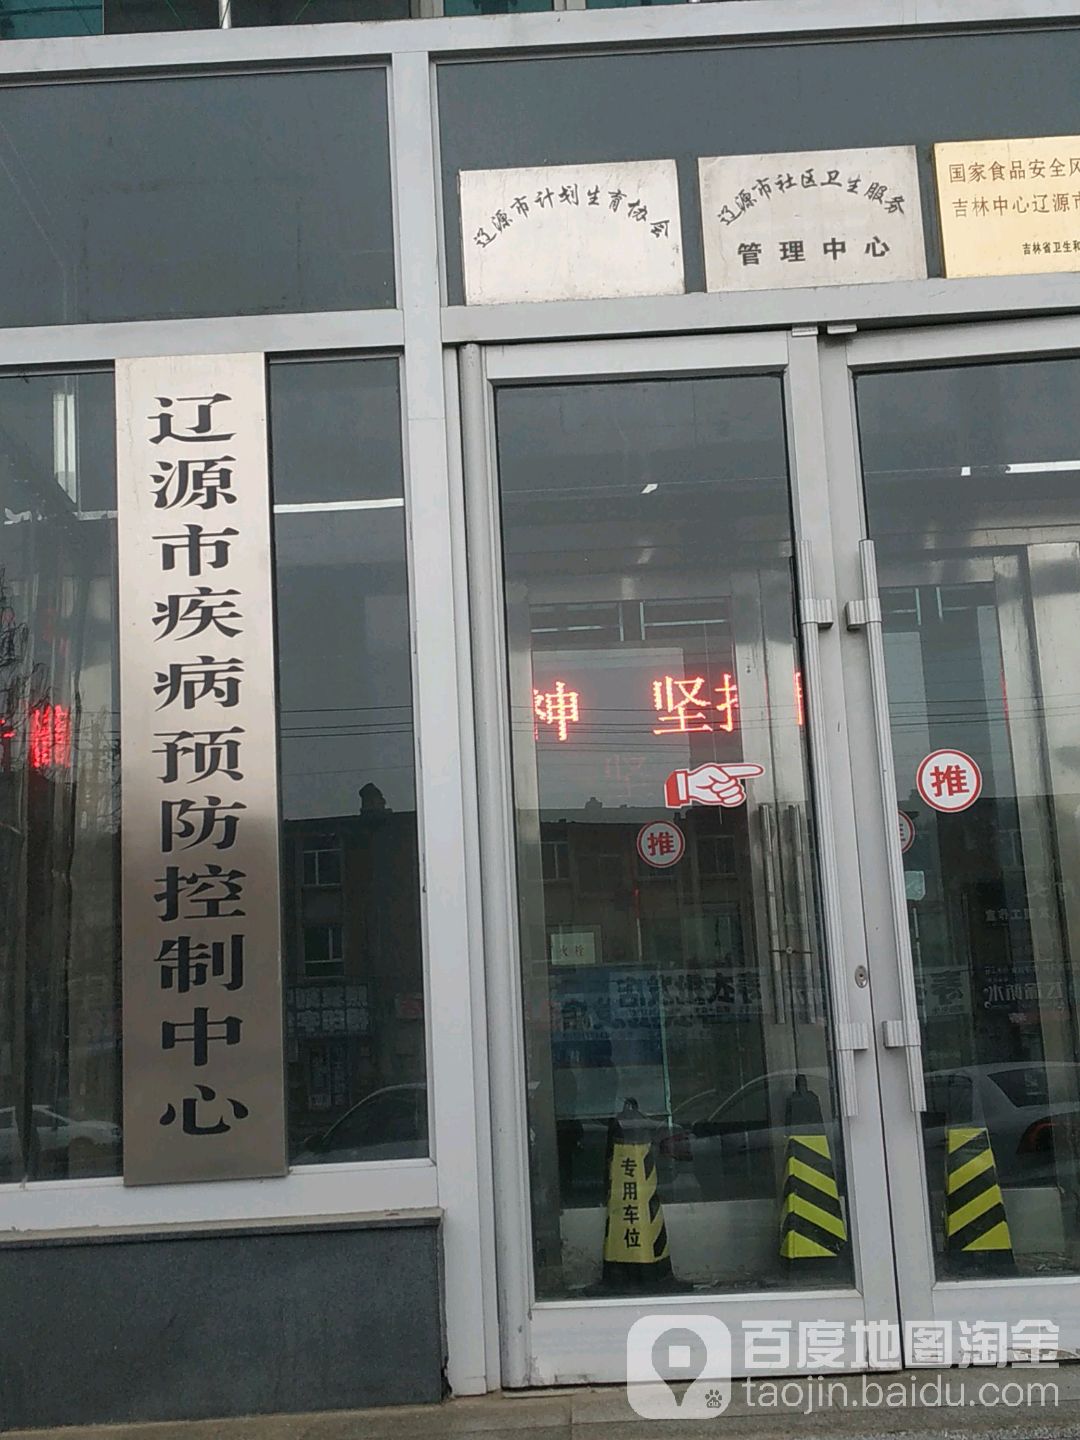 辽源市计划生育协会
辽源市社区卫生服务
管理中心
国家食品安全风
吉林中心辽源市
吉林省卫生和
辽源市疾病预防控制中心
神 坚持
推
推
火栓
专用车位
百度地图淘金
taojin.baidu.com